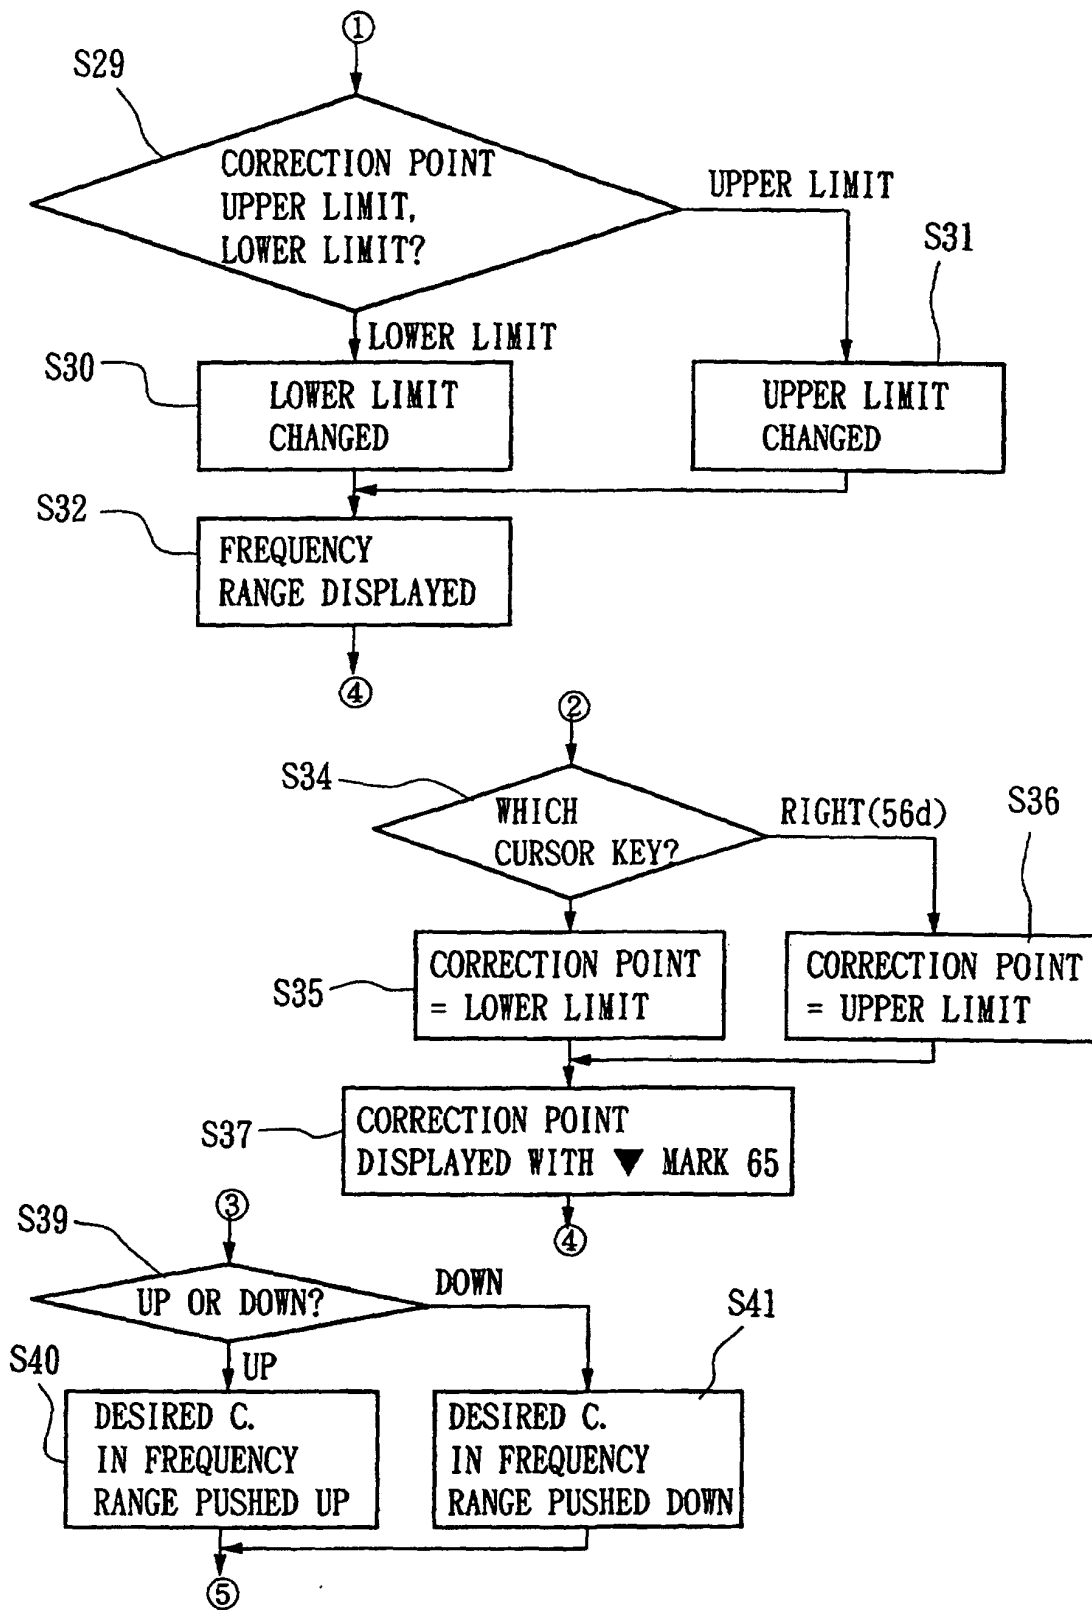 ①
S29
CORRECTION POINT
UPPER LIMIT,
LOWER LIMIT?
UPPER LIMIT
S31
LOWER LIMIT
S30
LOWER LIMIT
CHANGED
UPPER LIMIT
CHANGED
S32
FREQUENCY
RANGE DISPLAYED
④
②
S34
WHICH
CURSOR KEY?
RIGHT(56d)
S36
S35
CORRECTION POINT
= LOWER LIMIT
CORRECTION POINT
= UPPER LIMIT
S37
CORRECTION POINT
DISPLAYED WITH ▼ MARK 65
④
③
S39
UP OR DOWN?
DOWN
S41
UP
S40
DESIRED C.
IN FREQUENCY
RANGE PUSHED UP
DESIRED C.
IN FREQUENCY
RANGE PUSHED DOWN
⑤